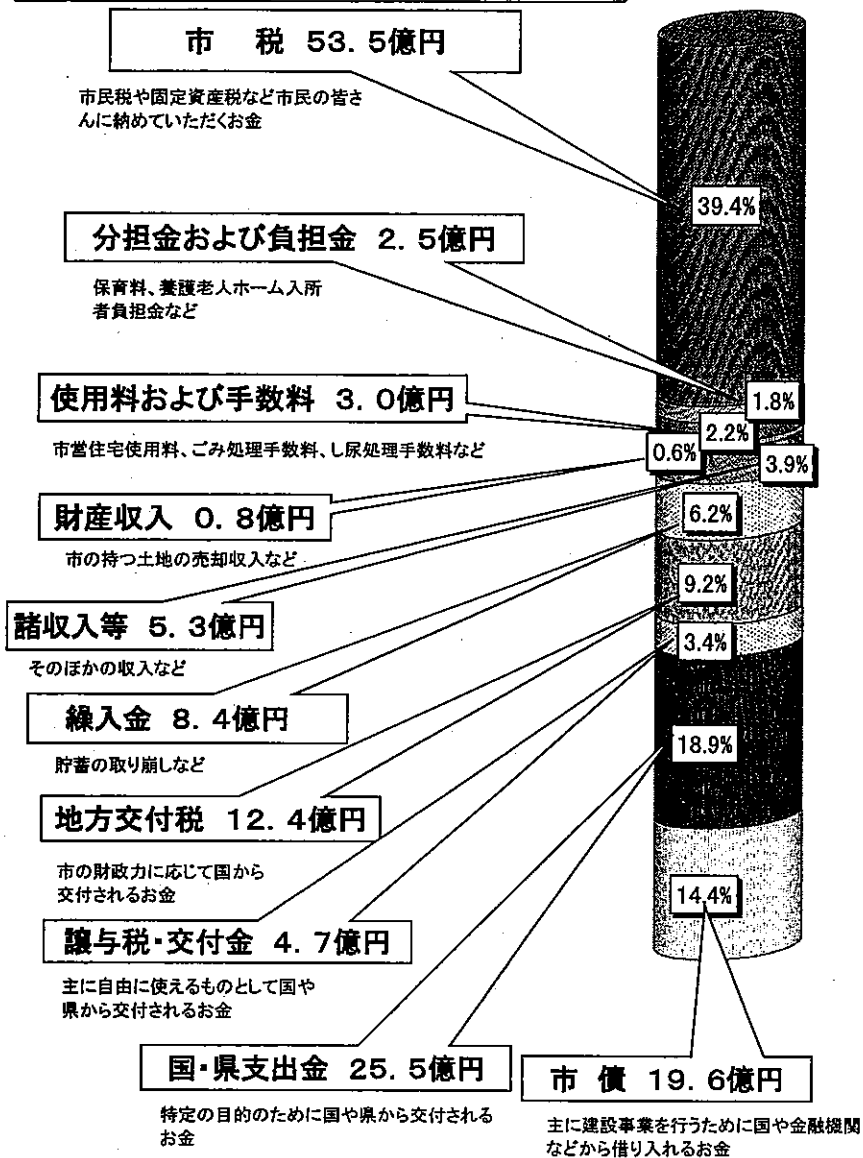 市　税　53．5億円
市民税や固定資産税など市民の皆さ
んに納めていただくお金
39.4%
分担金および負担金　2．5億円
保育料、養護老人ホーム入所
者負担金など
1.8%
使用料および手数料　3．0億円
2.2%
市営住宅使用料、ごみ処理手数料、し尿処理手数料など
0.6%
3.9%
財産収入　0．8億円
市の持つ土地の売却収入など
6.2%
9.2%
諸収入等　5．3億円
そのほかの収入など
3.4%
繰入金　8．4億円
貯蓄の取り崩しなど
18.9%
地方交付税　12．4億円
市の財政力に応じて国から
交付されるお金
14.4%
譲与税・交付金　4．7億円
主に自由に使えるものとして国や
県から交付されるお金
国・県支出金　25．5億円
特定の目的のために国や県から交付される
お金
市　債　19．6億円
主に建設事業を行うために国や金融機関
などから借り入れるお金